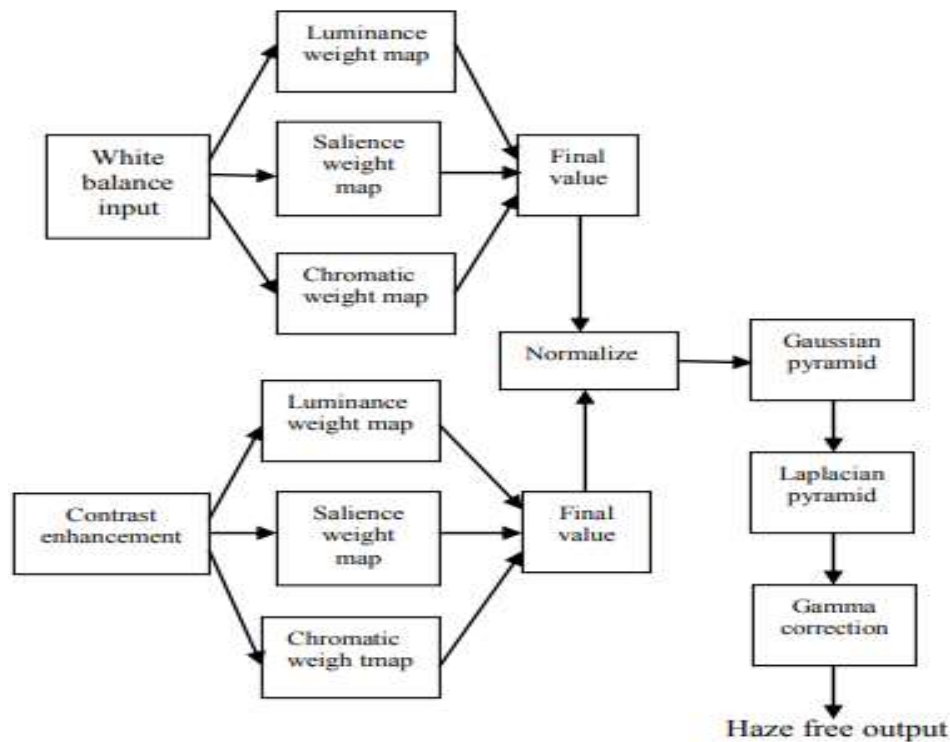 Luminance
weight map
White
balance
input
Salience
weight
map
Final
value
Chromatic
weight map
Normalize
Gaussian
pyramid
Luminance
weight map
Contrast
enhancement
Salience
weight
map
Final
value
Laplacian
pyramid
Chromatic
weigh tmap
Gamma
correction
Haze free output